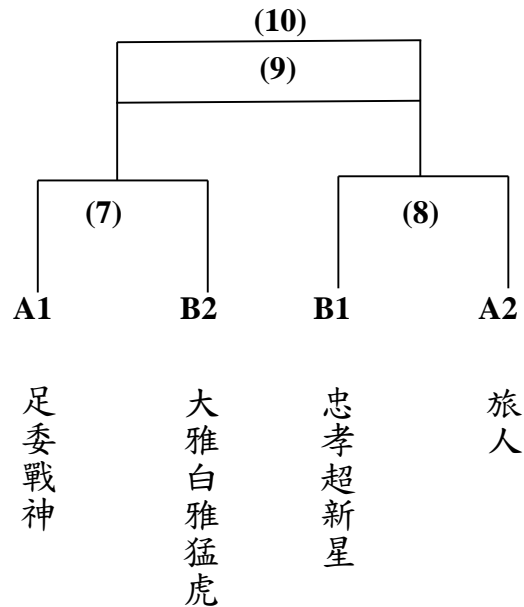 (10)
(9)
(7)
(8)
A1
B2
B1
A2
足委戰神
大雅白雅猛虎
忠孝超新星
旅人